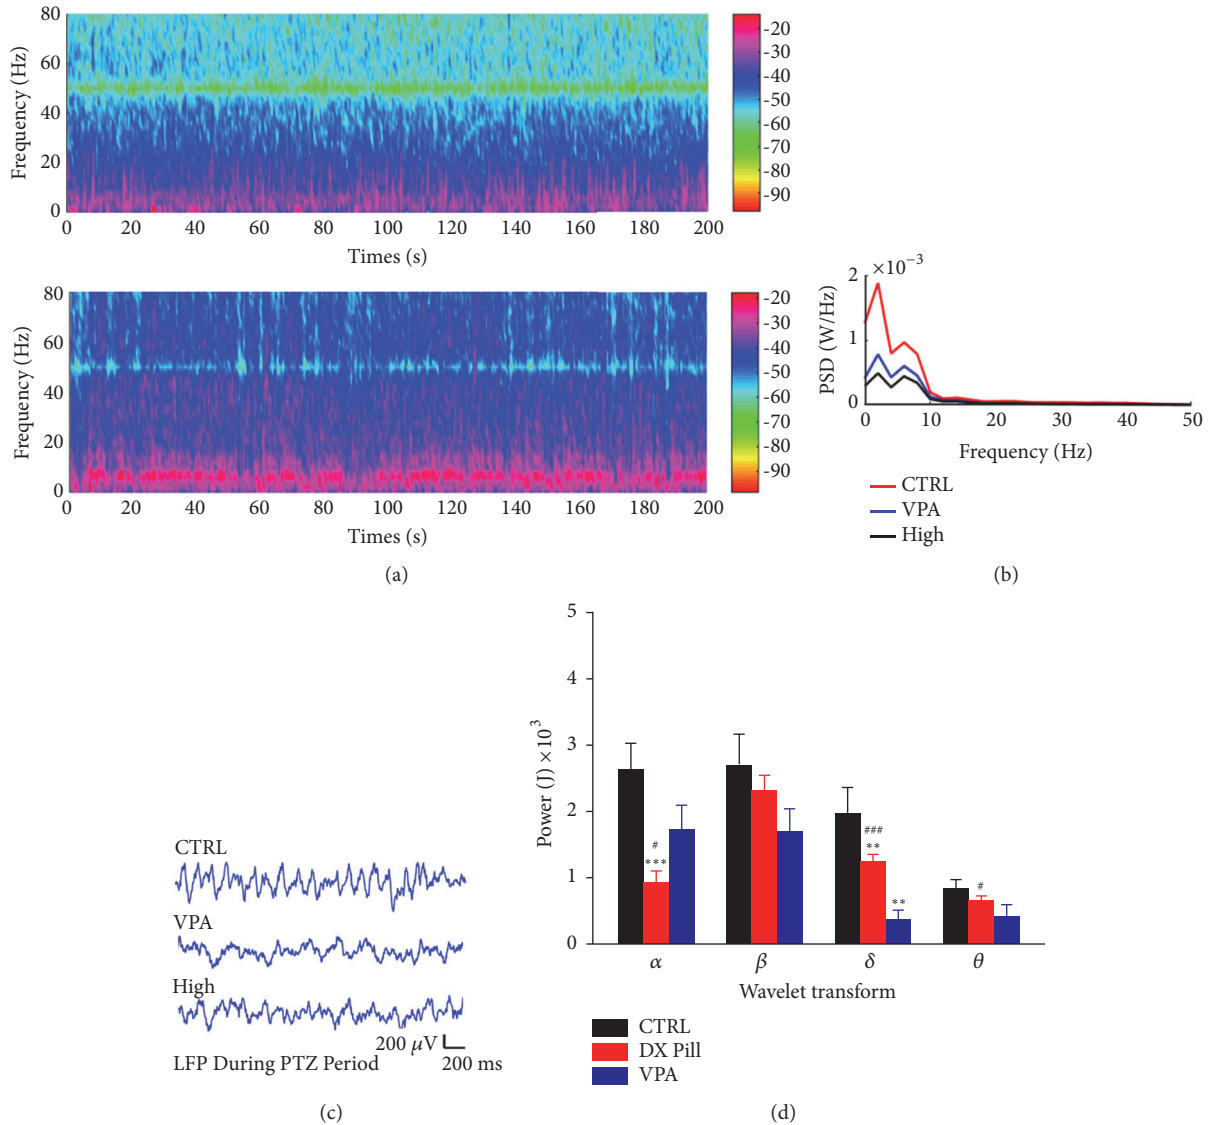 80
60
40
20
0
Frequency (Hz)
0 20 40 60 80 100 120 140 160 180 200
Times (s)
-20
-30
-40
-50
-60
-70
-80
-90
80
60
40
20
0
Frequency (Hz)
0 20 40 60 80 100 120 140 160 180 200
Times (s)
-20
-30
-40
-50
-60
-70
-80
-90
(a)
×10⁻³
2
1
0
PSD (W/Hz)
0 10 20 30 40 50
Frequency (Hz)
CTRL
VPA
High
(b)
CTRL
VPA
High
200 μV
LFP During PTZ Period 200 ms
(c)
5
4
3
2
1
0
Power (J) ×10³
#
***
###
**
**
#
α β δ θ
Wavelet transform
CTRL
DX Pill
VPA
(d)